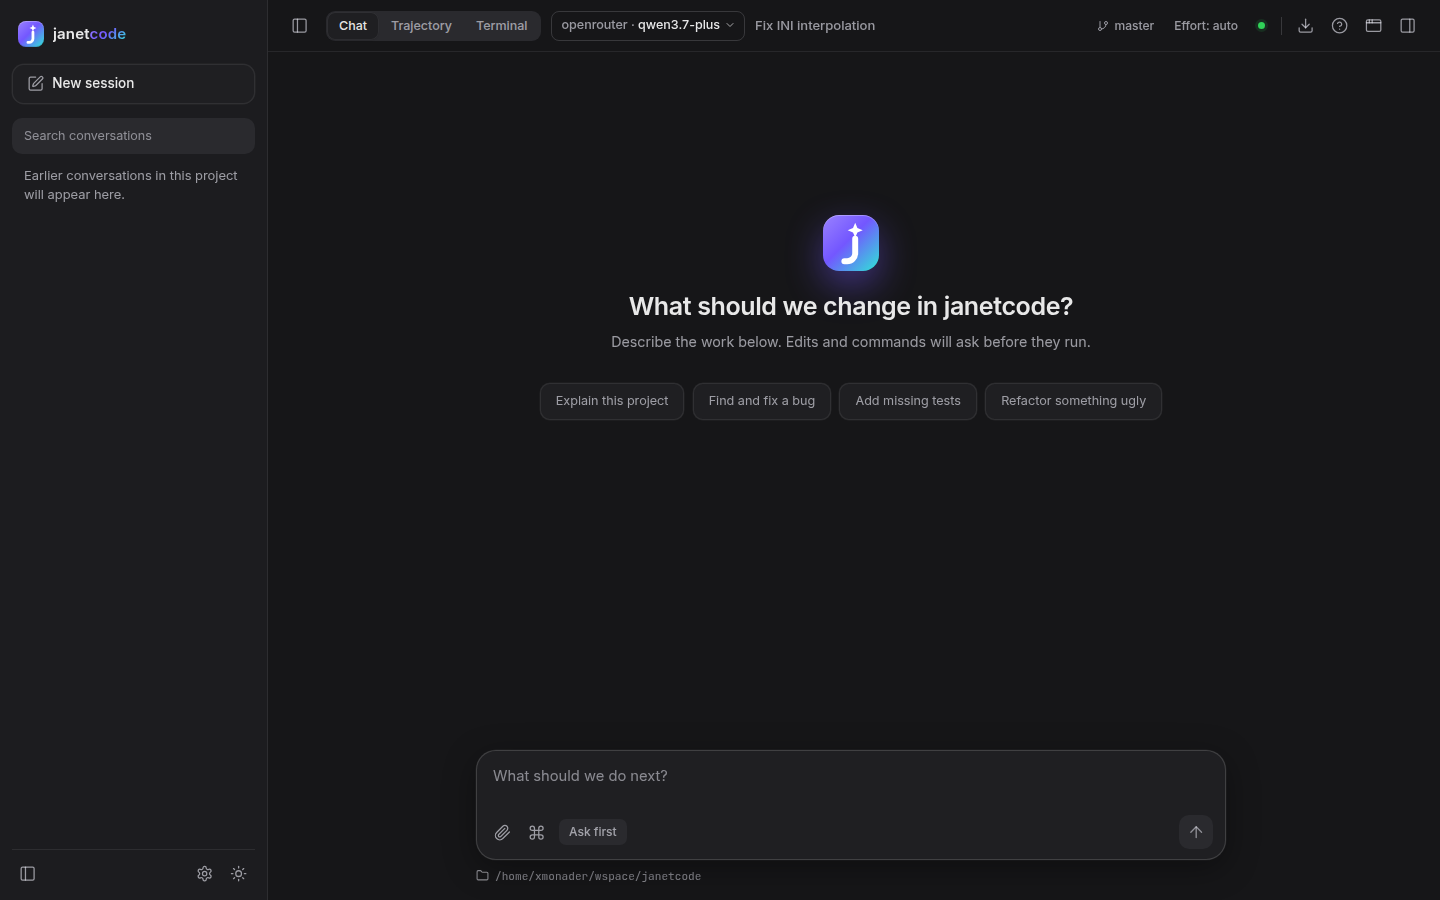 janetcode
New session
Search conversations
Earlier conversations in this project
will appear here.
Chat
Trajectory
Terminal
openrouter · qwen3.7-plus
Fix INI interpolation
master
Effort: auto
What should we change in janetcode?
Describe the work below. Edits and commands will ask before they run.
Explain this project
Find and fix a bug
Add missing tests
Refactor something ugly
What should we do next?
Ask first
/home/xmonader/wspace/janetcode